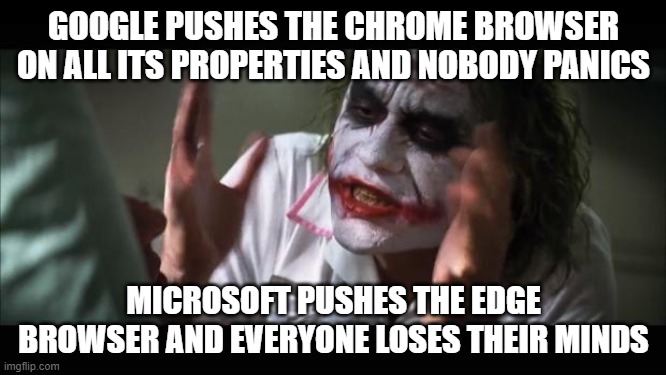 GOOGLE PUSHES THE CHROME BROWSER
ON ALL ITS PROPERTIES AND NOBODY PANICS
MICROSOFT PUSHES THE EDGE
BROWSER AND EVERYONE LOSES THEIR MINDS
imgflip.com